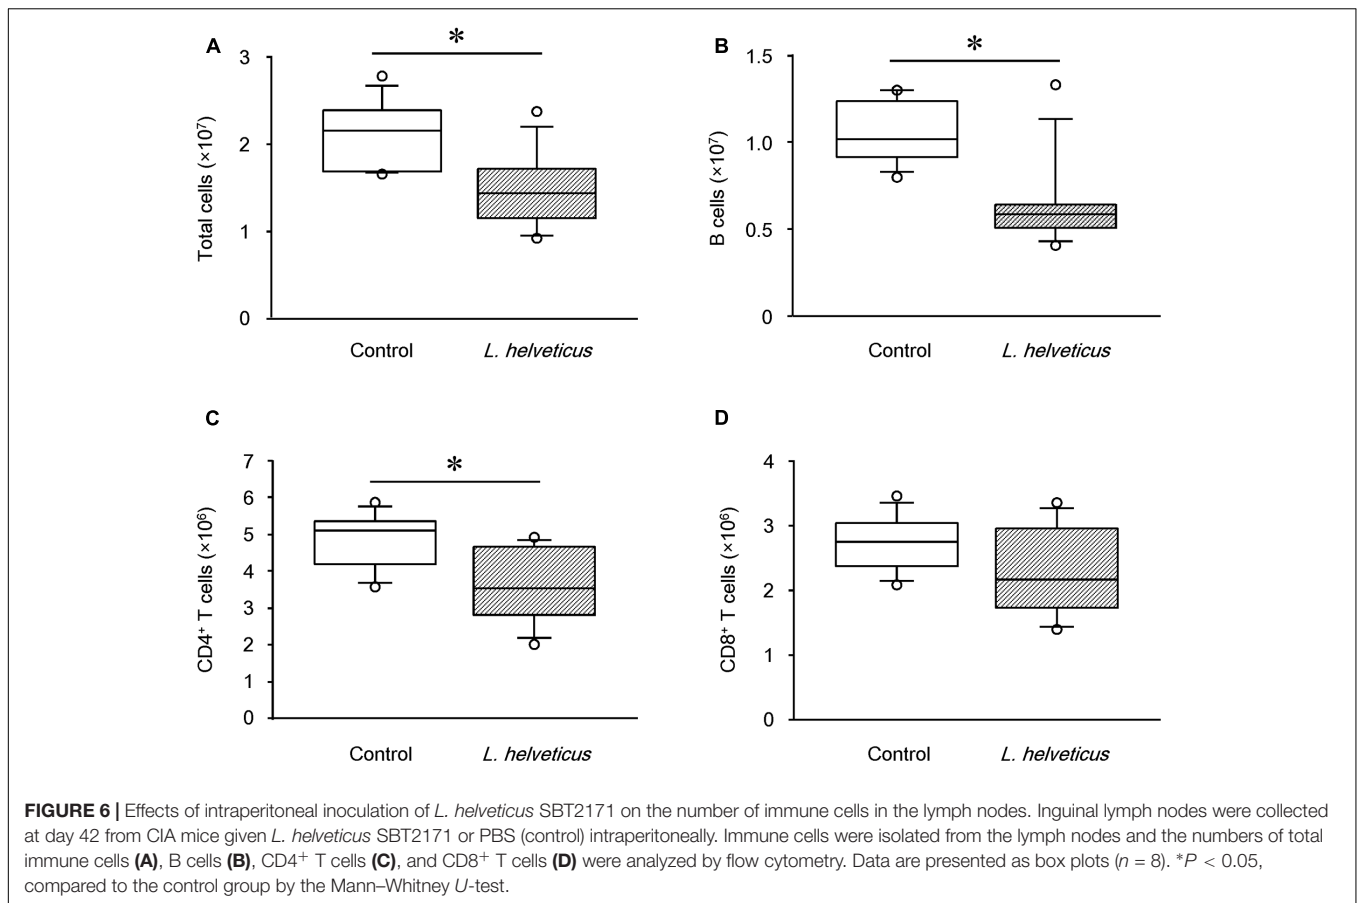 A
*
3
2
1
0
Total cells (×10⁷)
Control
L. helveticus
B
*
1.5
1.0
0.5
0
B cells (×10⁷)
Control
L. helveticus
C
*
7
6
5
4
3
2
1
0
CD4⁺ T cells (×10⁶)
Control
L. helveticus
D
4
3
2
1
0
CD8⁺ T cells (×10⁶)
Control
L. helveticus
FIGURE 6 | Effects of intraperitoneal inoculation of L. helveticus SBT2171 on the number of immune cells in the lymph nodes. Inguinal lymph nodes were collected
at day 42 from CIA mice given L. helveticus SBT2171 or PBS (control) intraperitoneally. Immune cells were isolated from the lymph nodes and the numbers of total
immune cells (A), B cells (B), CD4⁺ T cells (C), and CD8⁺ T cells (D) were analyzed by flow cytometry. Data are presented as box plots (n = 8). *P < 0.05,
compared to the control group by the Mann–Whitney U-test.